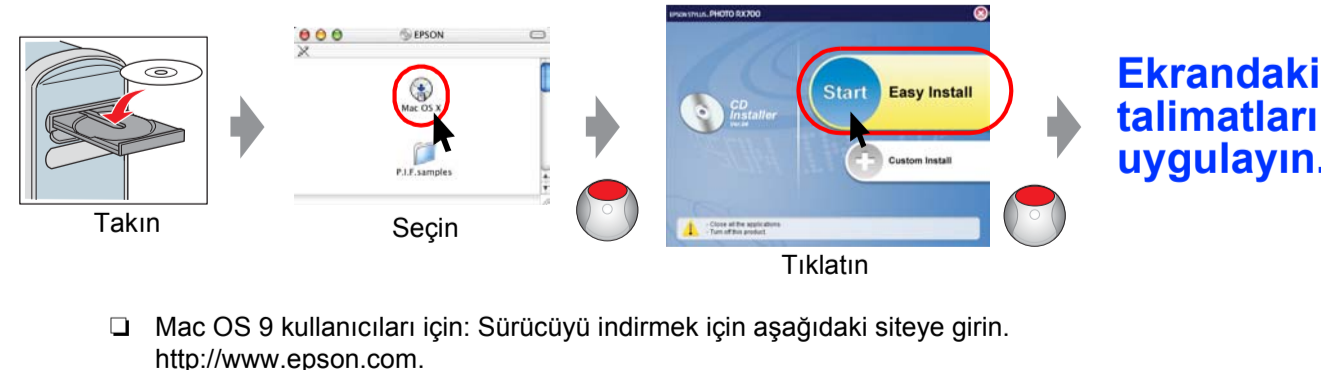 EPSON
Mac OS X
P.I.F.samples
Takın
Seçin
EPSON STYLUS PHOTO RX700
CD
Installer
Start Easy Install
Custom Install
- Close all the applications.
- Turn off this product.
Tıklatın
Ekrandaki
talimatları
uygulayın.
❏ Mac OS 9 kullanıcıları için: Sürücüyü indirmek için aşağıdaki siteye girin.
http://www.epson.com.